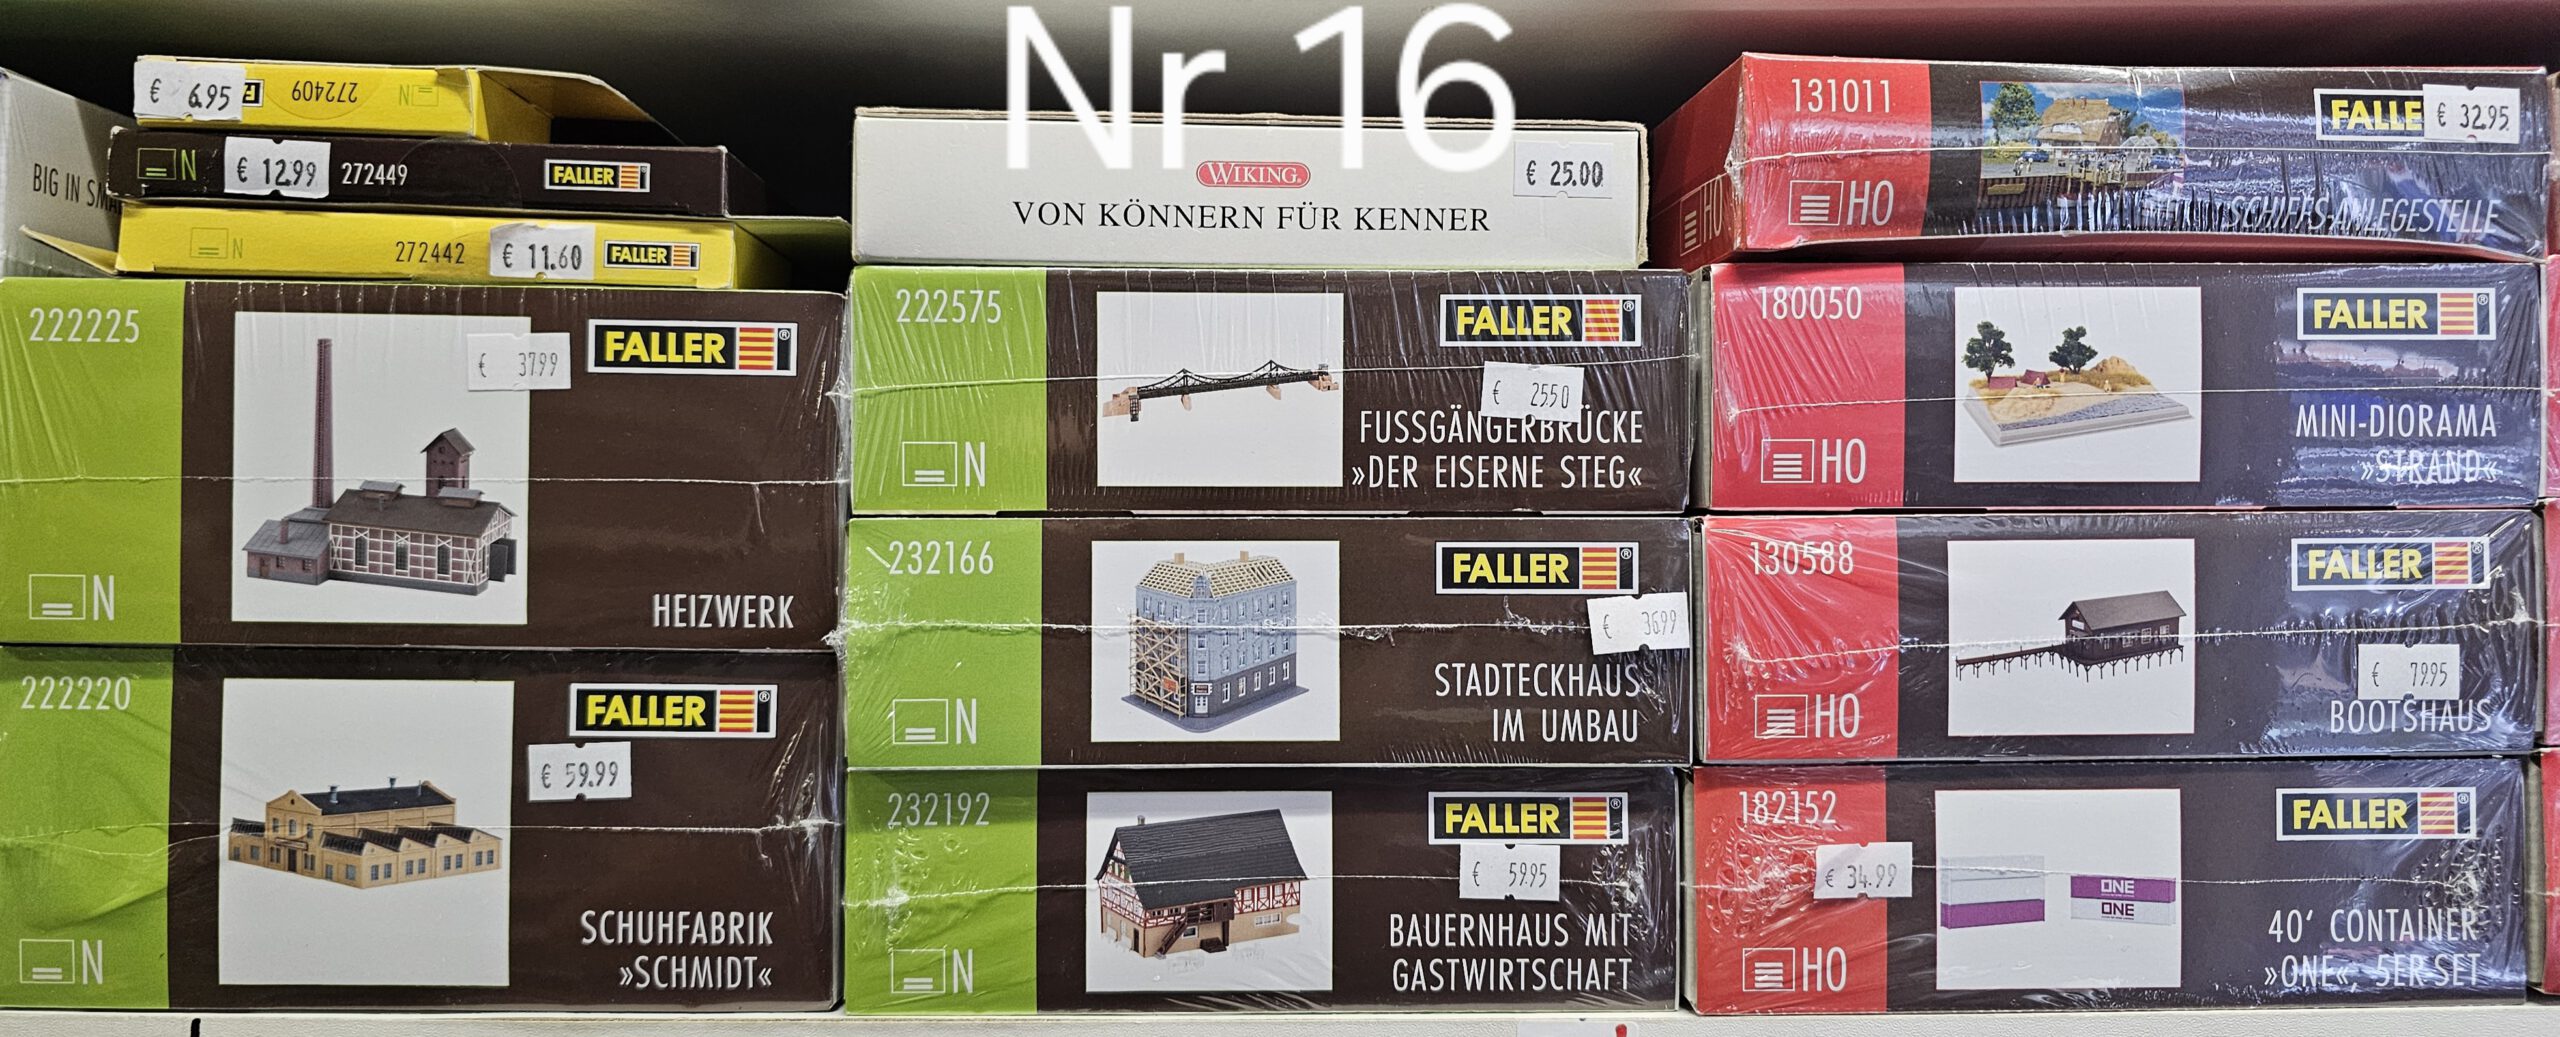 Nr 16
€ 6.95
272409
N
BIG IN
N
€ 12.99
272449
FALLER
N
272442
€ 11.60
FALLER
222225
€ 37.99
FALLER
N
HEIZWERK
222220
FALLER
€ 59.99
N
SCHUHFABRIK
»SCHMIDT«
WIKING
€ 25.00
VON KÖNNERN FÜR KENNER
222575
FALLER
€ 25.50
N
FUSSGÄNGERBRÜCKE
»DER EISERNE STEG«
232166
FALLER
€ 36.99
N
STADTECKHAUS
IM UMBAU
232192
FALLER
€ 59.95
N
BAUERNHAUS MIT
GASTWIRTSCHAFT
131011
FALLE
€ 32.95
HO
HO
SCHIFFS-ANLEGESTELLE
180050
FALLER
HO
MINI-DIORAMA
»STRAND«
130588
FALLER
€ 79.95
HO
BOOTSHAUS
182152
FALLER
€ 34.99
ONE
ONE
HO
40' CONTAINER
»ONE«, 5ER SET